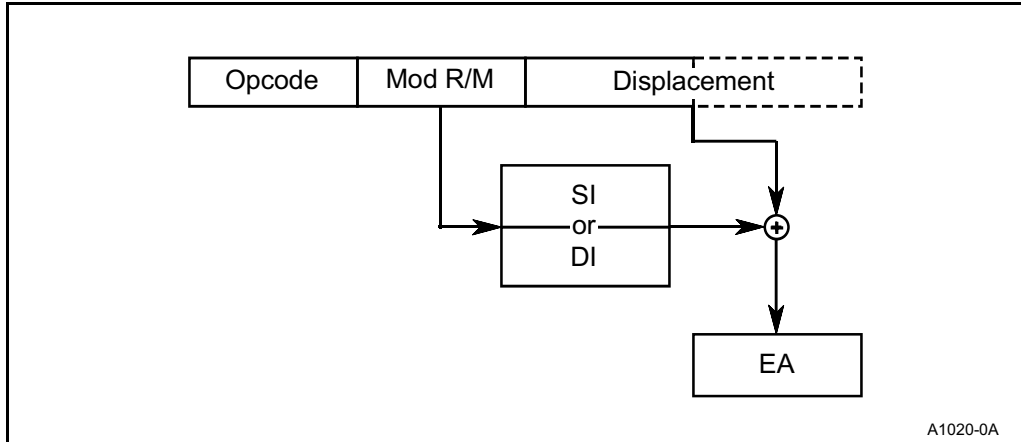 Opcode Mod R/M Displacement
SI
or
DI
EA
A1020-0A